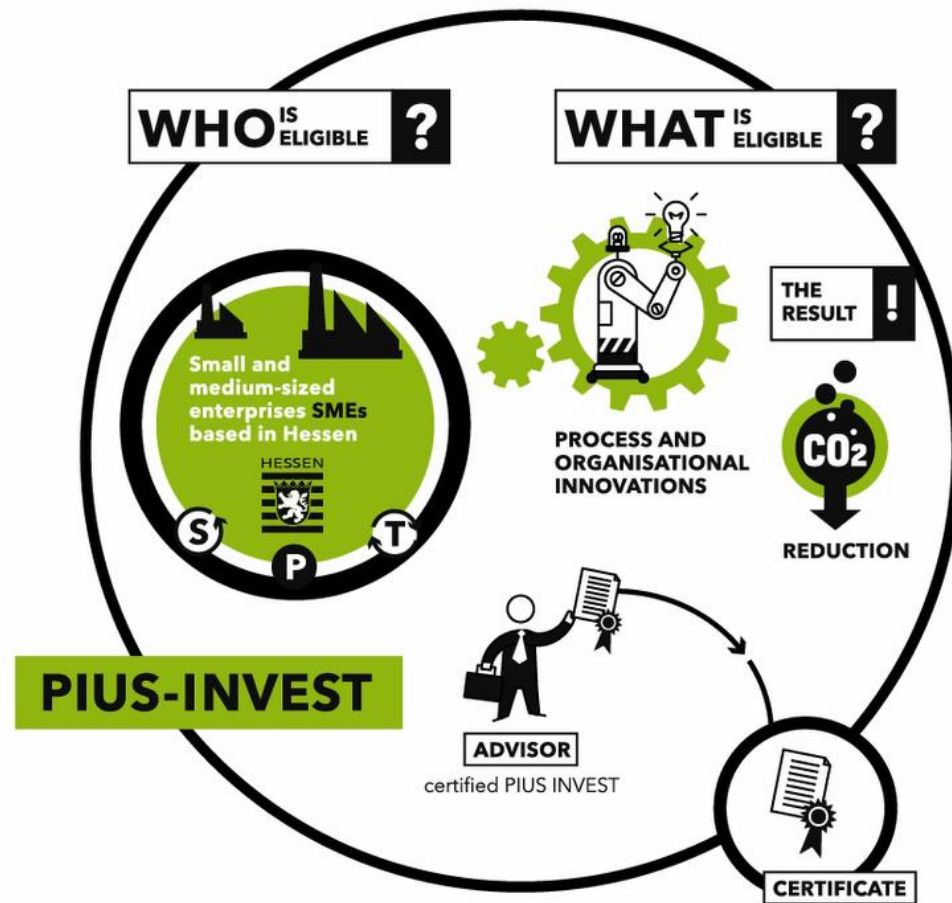 WHO IS ELIGIBLE ?
WHAT IS ELIGIBLE ?
THE RESULT !
Small and
medium-sized
enterprises SMEs
based in Hessen
HESSEN
S
P
T
PROCESS AND
ORGANISATIONAL
INNOVATIONS
CO2
REDUCTION
PIUS-INVEST
ADVISOR
certified PIUS INVEST
CERTIFICATE